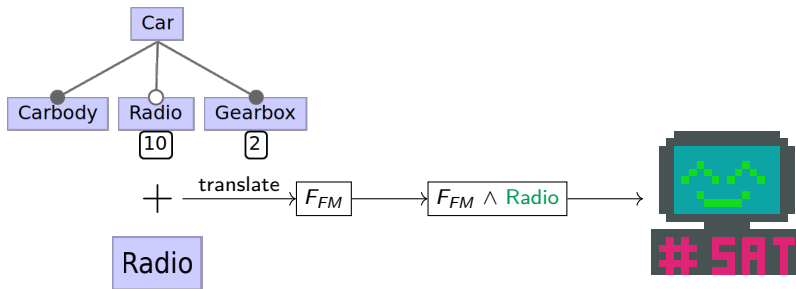 Car
Carbody Radio Gearbox
10 2
+ translate F_FM F_FM ∧ Radio
Radio
#SAT